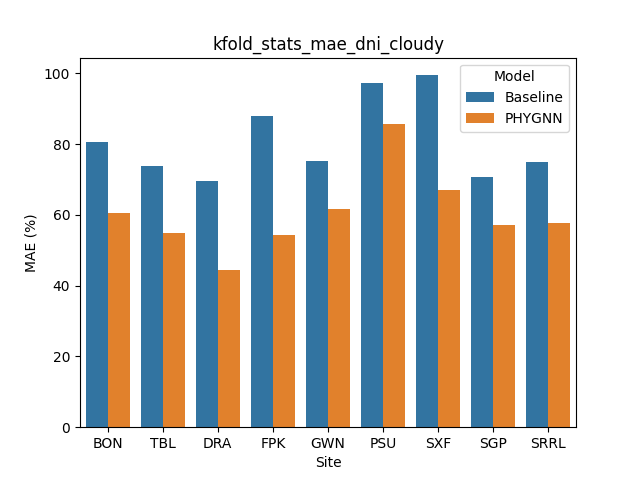 kfold_stats_mae_dni_cloudy
Model
Baseline
PHYGNN
MAE (%)
100
80
60
40
20
0
BON TBL DRA FPK GWN PSU SXF SGP SRRL
Site